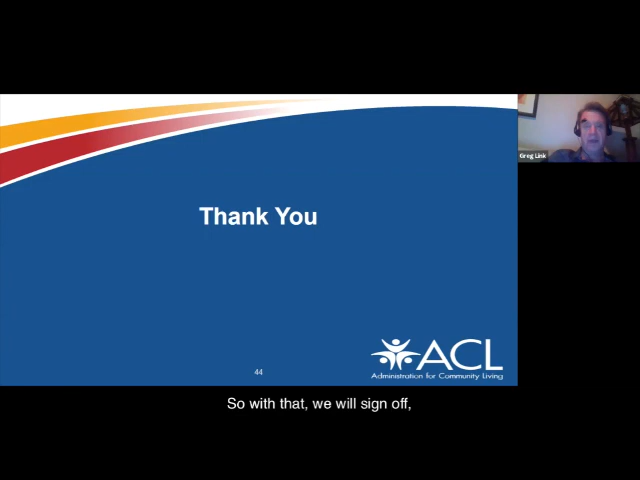 Thank You
Greg Link
ACL
Administration for Community Living
44
So with that, we will sign off,